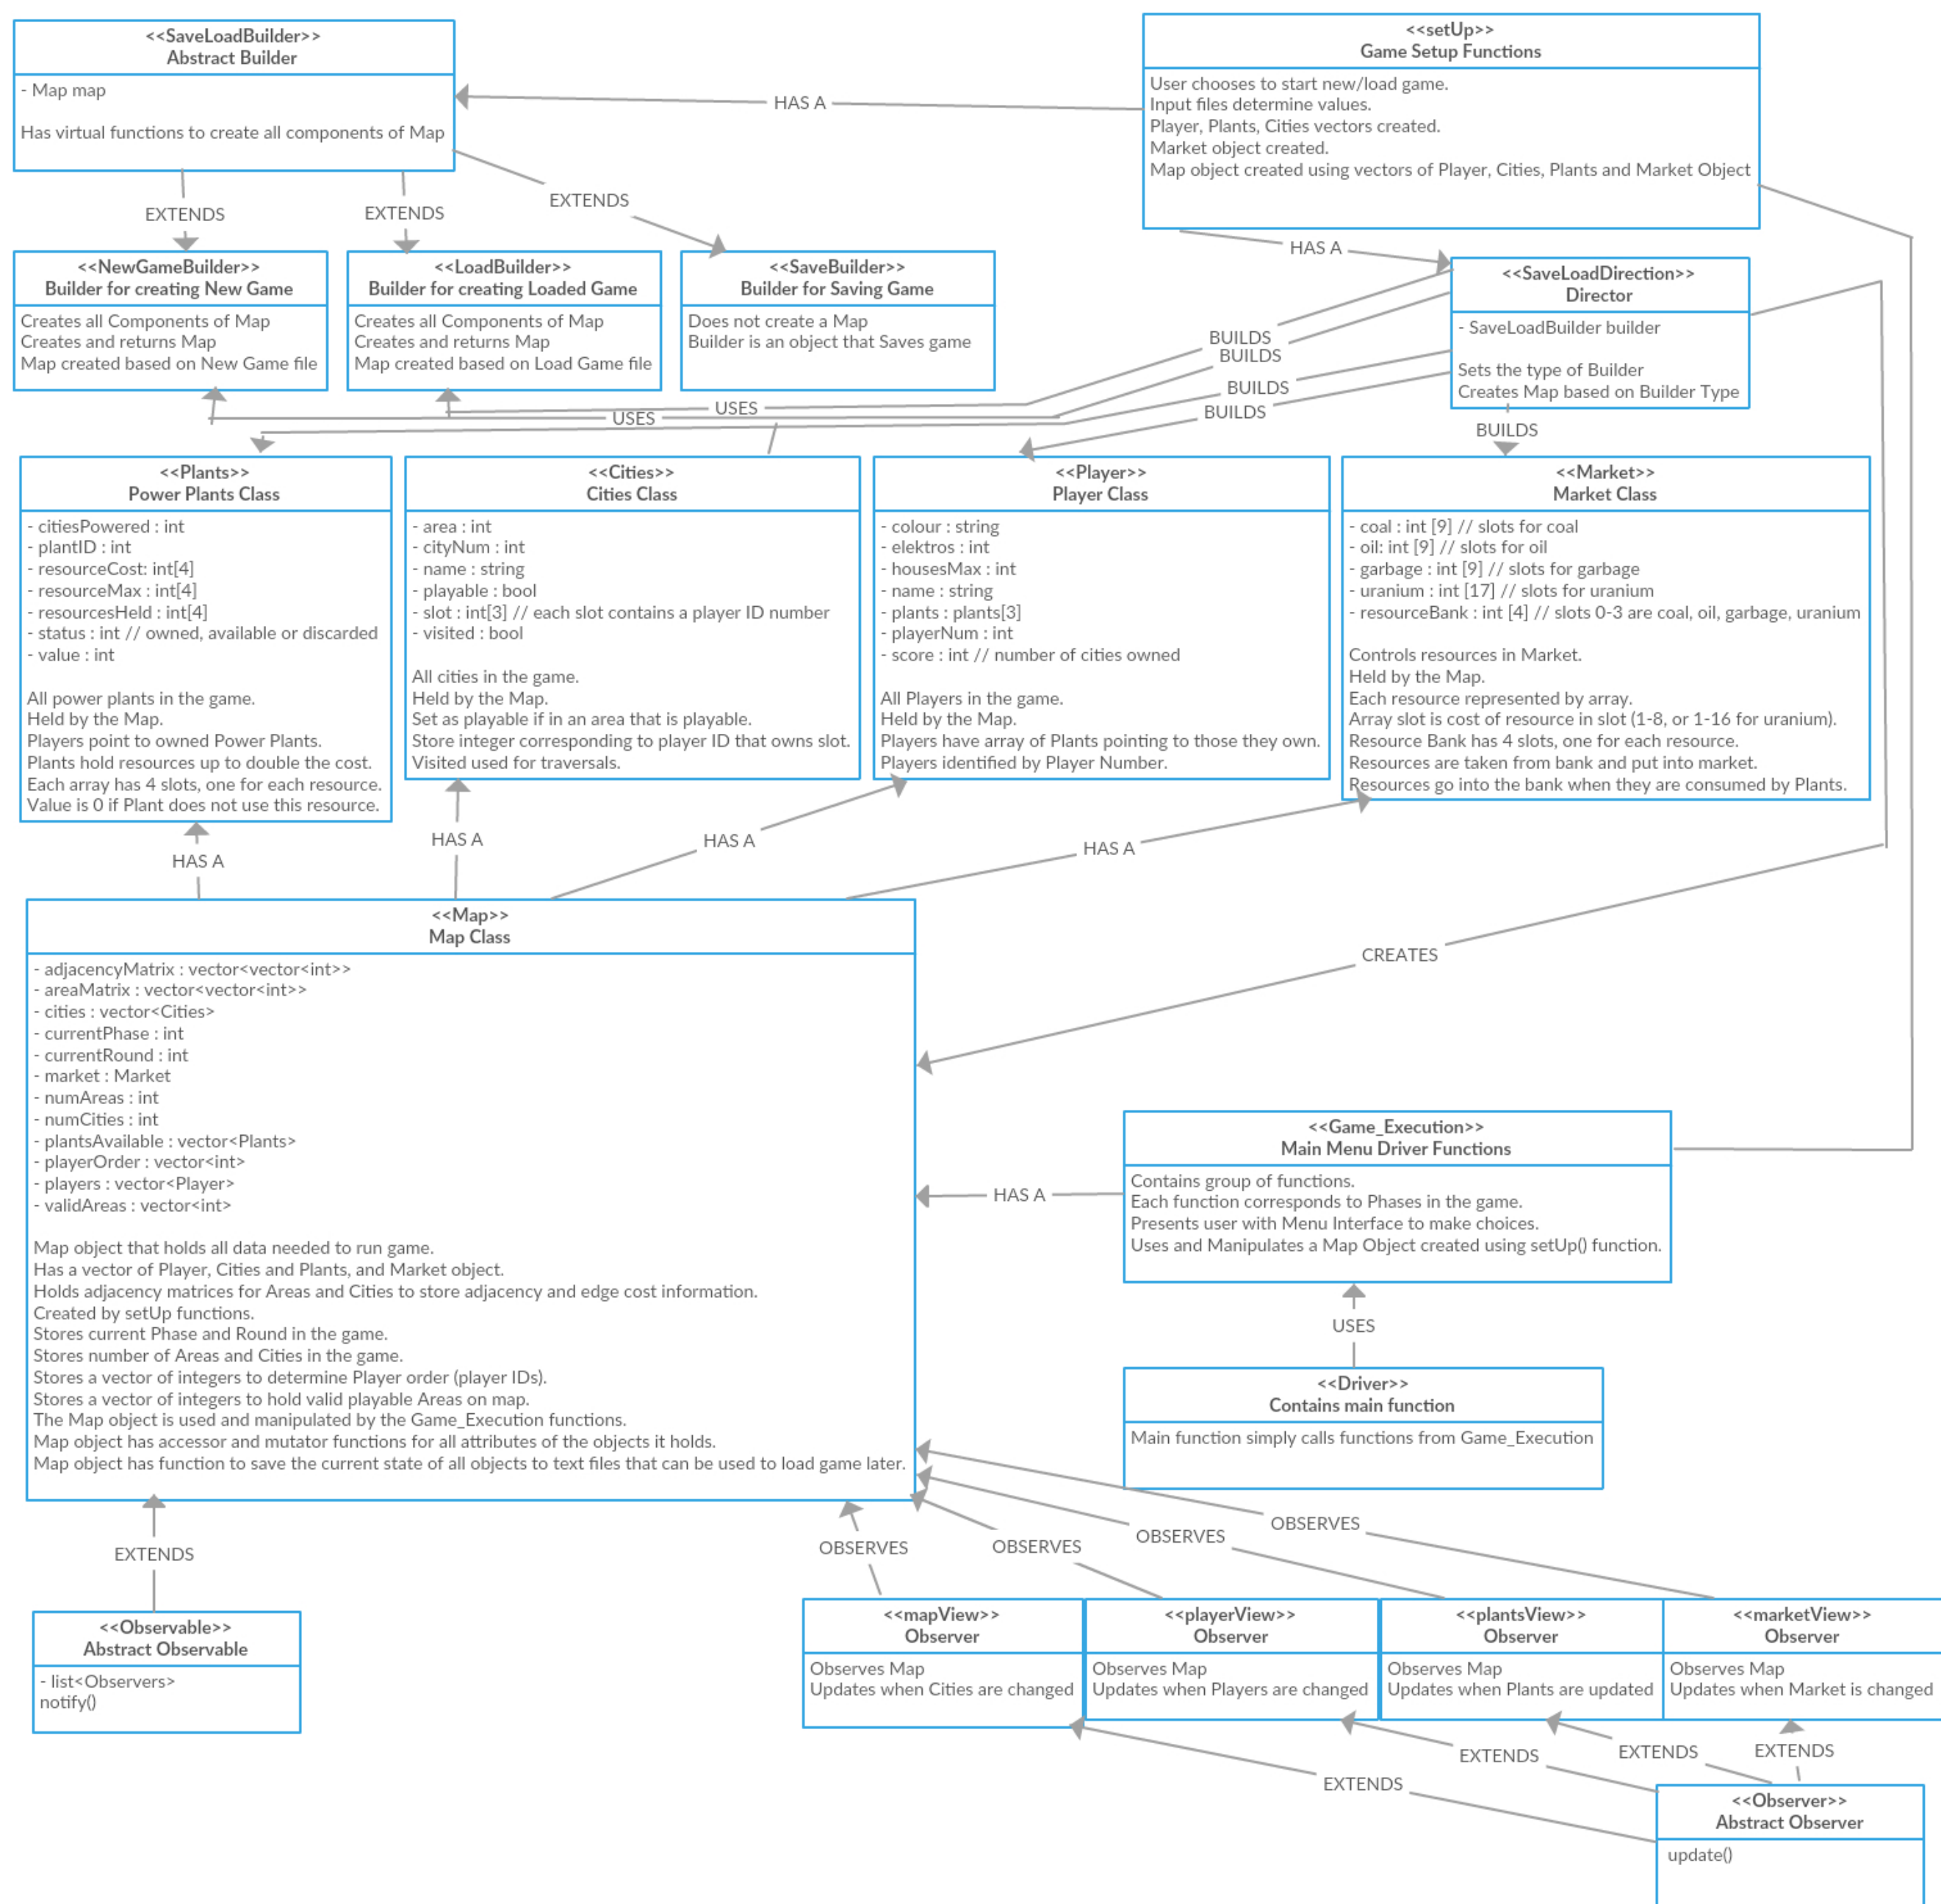 <<SaveLoadBuilder>>
Abstract Builder
- Map map
Has virtual functions to create all components of Map
<<setUp>>
Game Setup Functions
User chooses to start new/load game.
Input files determine values.
Player, Plants, Cities vectors created.
Market object created.
Map object created using vectors of Player, Cities, Plants and Market Object
HAS A
EXTENDS
EXTENDS
EXTENDS
HAS A
<<NewGameBuilder>>
Builder for creating New Game
Creates all Components of Map
Creates and returns Map
Map created based on New Game file
<<LoadBuilder>>
Builder for creating Loaded Game
Creates all Components of Map
Creates and returns Map
Map created based on Load Game file
<<SaveBuilder>>
Builder for Saving Game
Does not create a Map
Builder is an object that Saves game
<<SaveLoadDirection>>
Director
- SaveLoadBuilder builder
Sets the type of Builder
Creates Map based on Builder Type
BUILDS
BUILDS
BUILDS
BUILDS
USES
USES
BUILDS
<<Plants>>
Power Plants Class
- citiesPowered : int
- plantID : int
- resourceCost: int[4]
- resourceMax : int[4]
- resourcesHeld : int[4]
- status : int // owned, available or discarded
- value : int
All power plants in the game.
Held by the Map.
Players point to owned Power Plants.
Plants hold resources up to double the cost.
Each array has 4 slots, one for each resource.
Value is 0 if Plant does not use this resource.
<<Cities>>
Cities Class
- area : int
- cityNum : int
- name : string
- playable : bool
- slot : int[3] // each slot contains a player ID number
- visited : bool
All cities in the game.
Held by the Map.
Set as playable if in an area that is playable.
Store integer corresponding to player ID that owns slot.
Visited used for traversals.
<<Player>>
Player Class
- colour : string
- elektros : int
- housesMax : int
- name : string
- plants : plants[3]
- playerNum : int
- score : int // number of cities owned
All Players in the game.
Held by the Map.
Players have array of Plants pointing to those they own.
Players identified by Player Number.
<<Market>>
Market Class
- coal : int [9] // slots for coal
- oil: int [9] // slots for oil
- garbage : int [9] // slots for garbage
- uranium : int [17] // slots for uranium
- resourceBank : int [4] // slots 0-3 are coal, oil, garbage, uranium
Controls resources in Market.
Held by the Map.
Each resource represented by array.
Array slot is cost of resource in slot (1-8, or 1-16 for uranium).
Resource Bank has 4 slots, one for each resource.
Resources are taken from bank and put into market.
Resources go into the bank when they are consumed by Plants.
HAS A
HAS A
HAS A
HAS A
<<Map>>
Map Class
- adjacencyMatrix : vector<vector<int>>
- areaMatrix : vector<vector<int>>
- cities : vector<Cities>
- currentPhase : int
- currentRound : int
- market : Market
- numAreas : int
- numCities : int
- plantsAvailable : vector<Plants>
- playerOrder : vector<int>
- players : vector<Player>
- validAreas : vector<int>
Map object that holds all data needed to run game.
Has a vector of Player, Cities and Plants, and Market object.
Holds adjacency matrices for Areas and Cities to store adjacency and edge cost information.
Created by setUp functions.
Stores current Phase and Round in the game.
Stores number of Areas and Cities in the game.
Stores a vector of integers to determine Player order (player IDs).
Stores a vector of integers to hold valid playable Areas on map.
The Map object is used and manipulated by the Game_Execution functions.
Map object has accessor and mutator functions for all attributes of the objects it holds.
Map object has function to save the current state of all objects to text files that can be used to load game later.
CREATES
<<Game_Execution>>
Main Menu Driver Functions
Contains group of functions.
Each function corresponds to Phases in the game.
Presents user with Menu Interface to make choices.
Uses and Manipulates a Map Object created using setUp() function.
HAS A
USES
<<Driver>>
Contains main function
Main function simply calls functions from Game_Execution
EXTENDS
OBSERVES
OBSERVES
OBSERVES
OBSERVES
<<Observable>>
Abstract Observable
- list<Observers>
notify()
<<mapView>>
Observer
Observes Map
Updates when Cities are changed
<<playerView>>
Observer
Observes Map
Updates when Players are changed
<<plantsView>>
Observer
Observes Map
Updates when Plants are updated
<<marketView>>
Observer
Observes Map
Updates when Market is changed
EXTENDS
EXTENDS
EXTENDS
EXTENDS
<<Observer>>
Abstract Observer
update()